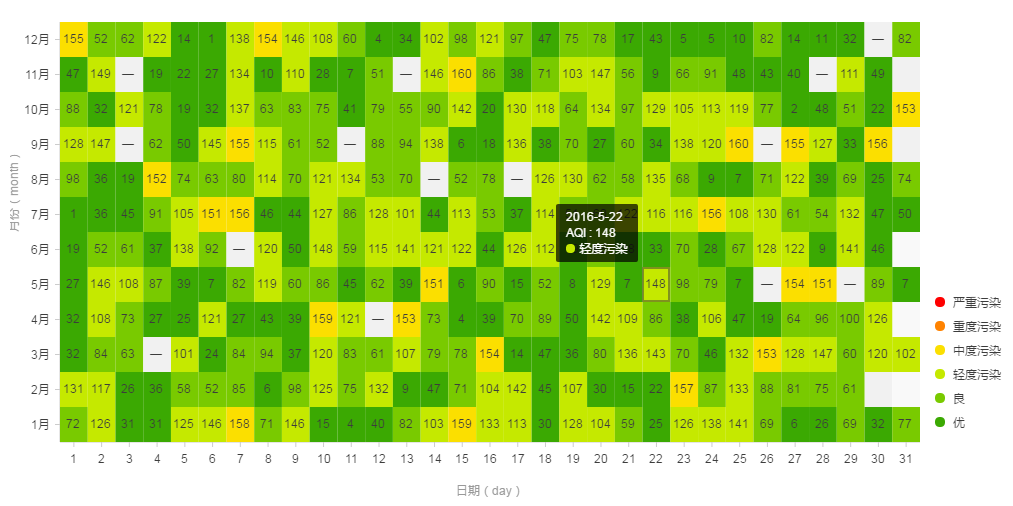 12月 155 52 62 122 14 1 138 154 146 108 60 4 34 102 98 121 97 47 75 78 17 43 5 5 10 82 14 11 32 — 82
11月 47 149 — 19 22 27 134 10 110 28 7 51 — 146 160 86 38 71 103 147 56 9 66 91 48 43 40 — 111 49
10月 88 32 121 78 19 32 137 63 83 75 41 79 55 90 142 20 130 118 64 134 97 129 105 113 119 77 2 48 51 22 153
9月 128 147 — 62 50 145 155 115 61 52 — 88 94 138 6 18 136 38 70 27 60 34 138 120 160 — 155 127 33 156
8月 98 36 19 152 74 63 80 114 70 121 134 53 70 — 52 78 — 126 130 62 58 135 68 9 7 71 122 39 69 25 74
7月 1 36 45 91 105 151 156 46 44 127 86 128 101 44 113 53 37 114 116 116 156 108 130 61 54 132 47 50
6月 19 52 61 37 138 92 — 120 50 148 59 115 141 121 122 44 126 112 33 70 28 67 128 122 9 141 46
5月 27 146 108 87 39 7 82 119 60 86 45 62 39 151 6 90 15 52 8 129 7 148 98 79 7 — 154 151 — 89 7
4月 32 108 73 27 25 121 27 43 39 159 121 — 153 73 4 39 70 89 50 142 109 86 38 106 47 19 64 96 100 126
3月 32 84 63 — 101 24 84 94 37 120 83 61 107 79 78 154 14 47 36 80 136 143 70 46 132 153 128 147 60 120 102
2月 131 117 26 36 58 52 85 6 98 125 75 132 9 47 71 104 142 45 107 30 15 22 157 87 133 88 81 75 61
1月 72 126 31 31 125 146 158 71 146 15 4 40 82 103 159 133 113 30 128 104 59 25 126 138 141 69 6 26 69 32 77
1 2 3 4 5 6 7 8 9 10 11 12 13 14 15 16 17 18 19 20 21 22 23 24 25 26 27 28 29 30 31
日期 ( day )
月份 ( month )
2016-5-22
AQI : 148
轻度污染
严重污染
重度污染
中度污染
轻度污染
良
优